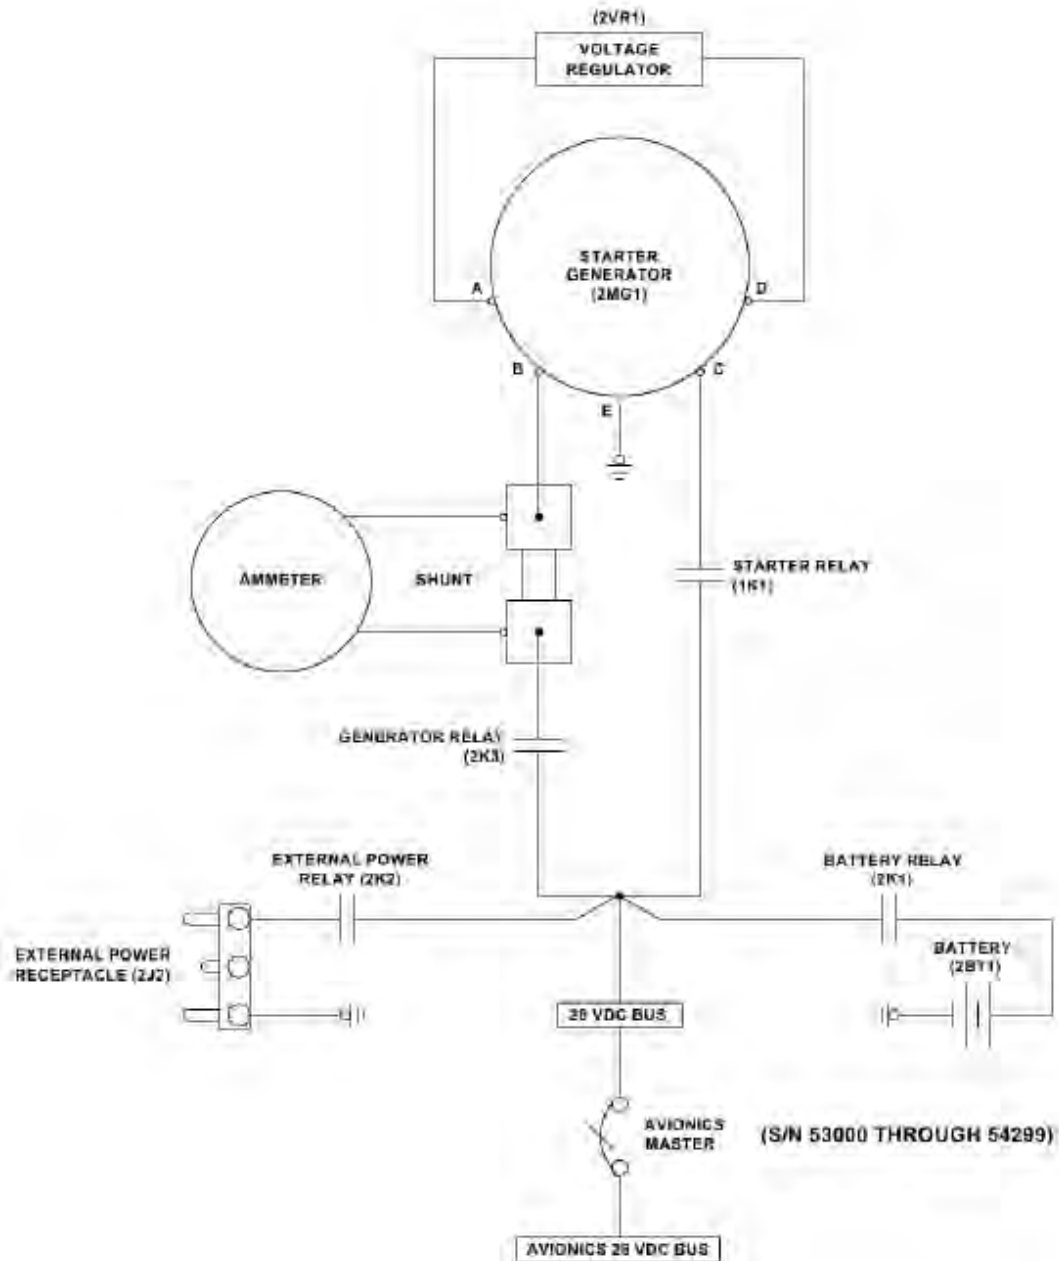 (2VR1)
VOLTAGE
REGULATOR
STARTER
GENERATOR
(2MG1)
A
D
B
C
E
AMMETER
SHUNT
STARTER RELAY
(1K1)
GENERATOR RELAY
(2K3)
EXTERNAL POWER
RELAY (2K2)
BATTERY RELAY
(2K1)
EXTERNAL POWER
RECEPTACLE (2J2)
BATTERY
(2BT1)
28 VDC BUS
AVIONICS
MASTER
(S/N 53000 THROUGH 54299)
AVIONICS 28 VDC BUS